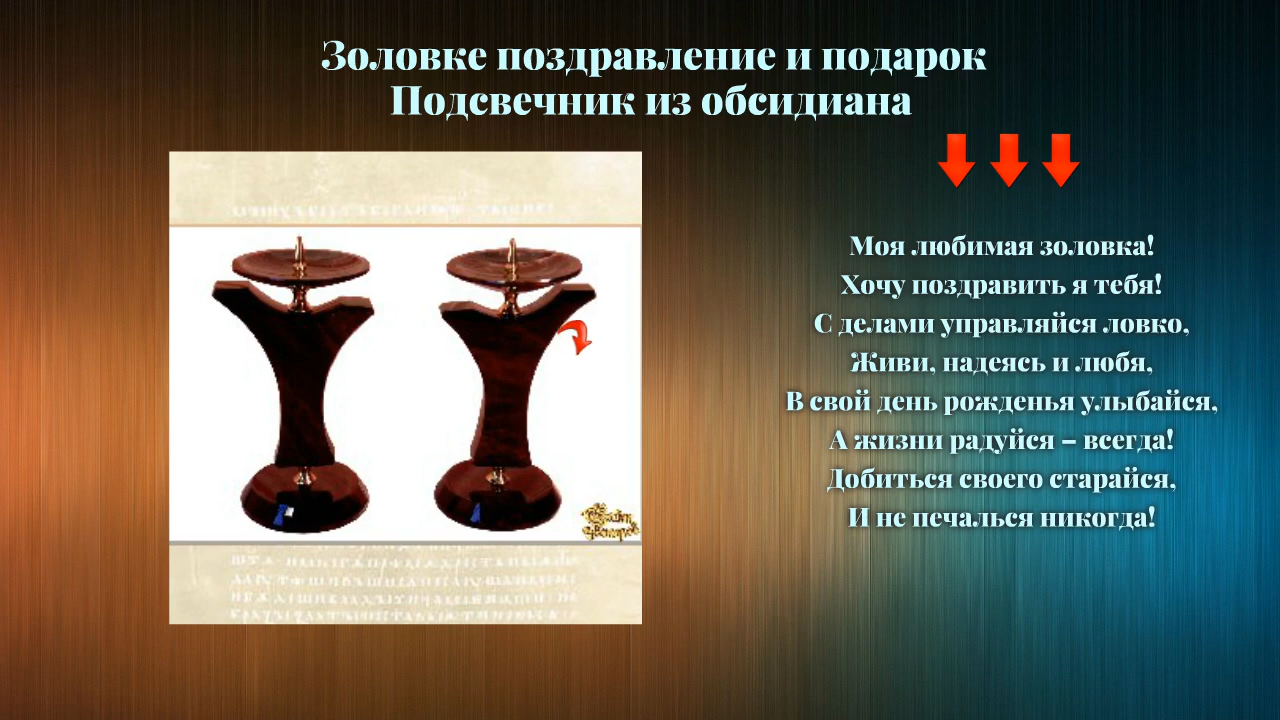 Золовке поздравление и подарок
Подсвечник из обсидиана
Моя любимая золовка!
Хочу поздравить я тебя!
С делами управляйся ловко,
Живи, надеясь и любя,
В свой день рожденья улыбайся,
А жизни радуйся – всегда!
Добиться своего старайся,
И не печалься никогда!